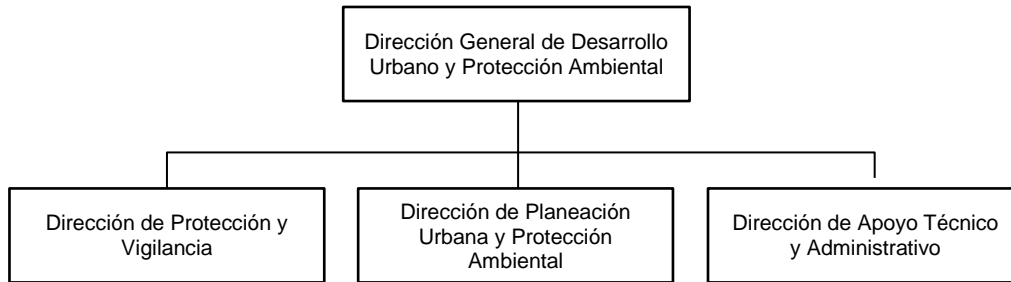 Dirección General de Desarrollo
Urbano y Protección Ambiental
Dirección de Protección y
Vigilancia
Dirección de Planeación
Urbana y Protección
Ambiental
Dirección de Apoyo Técnico
y Administrativo